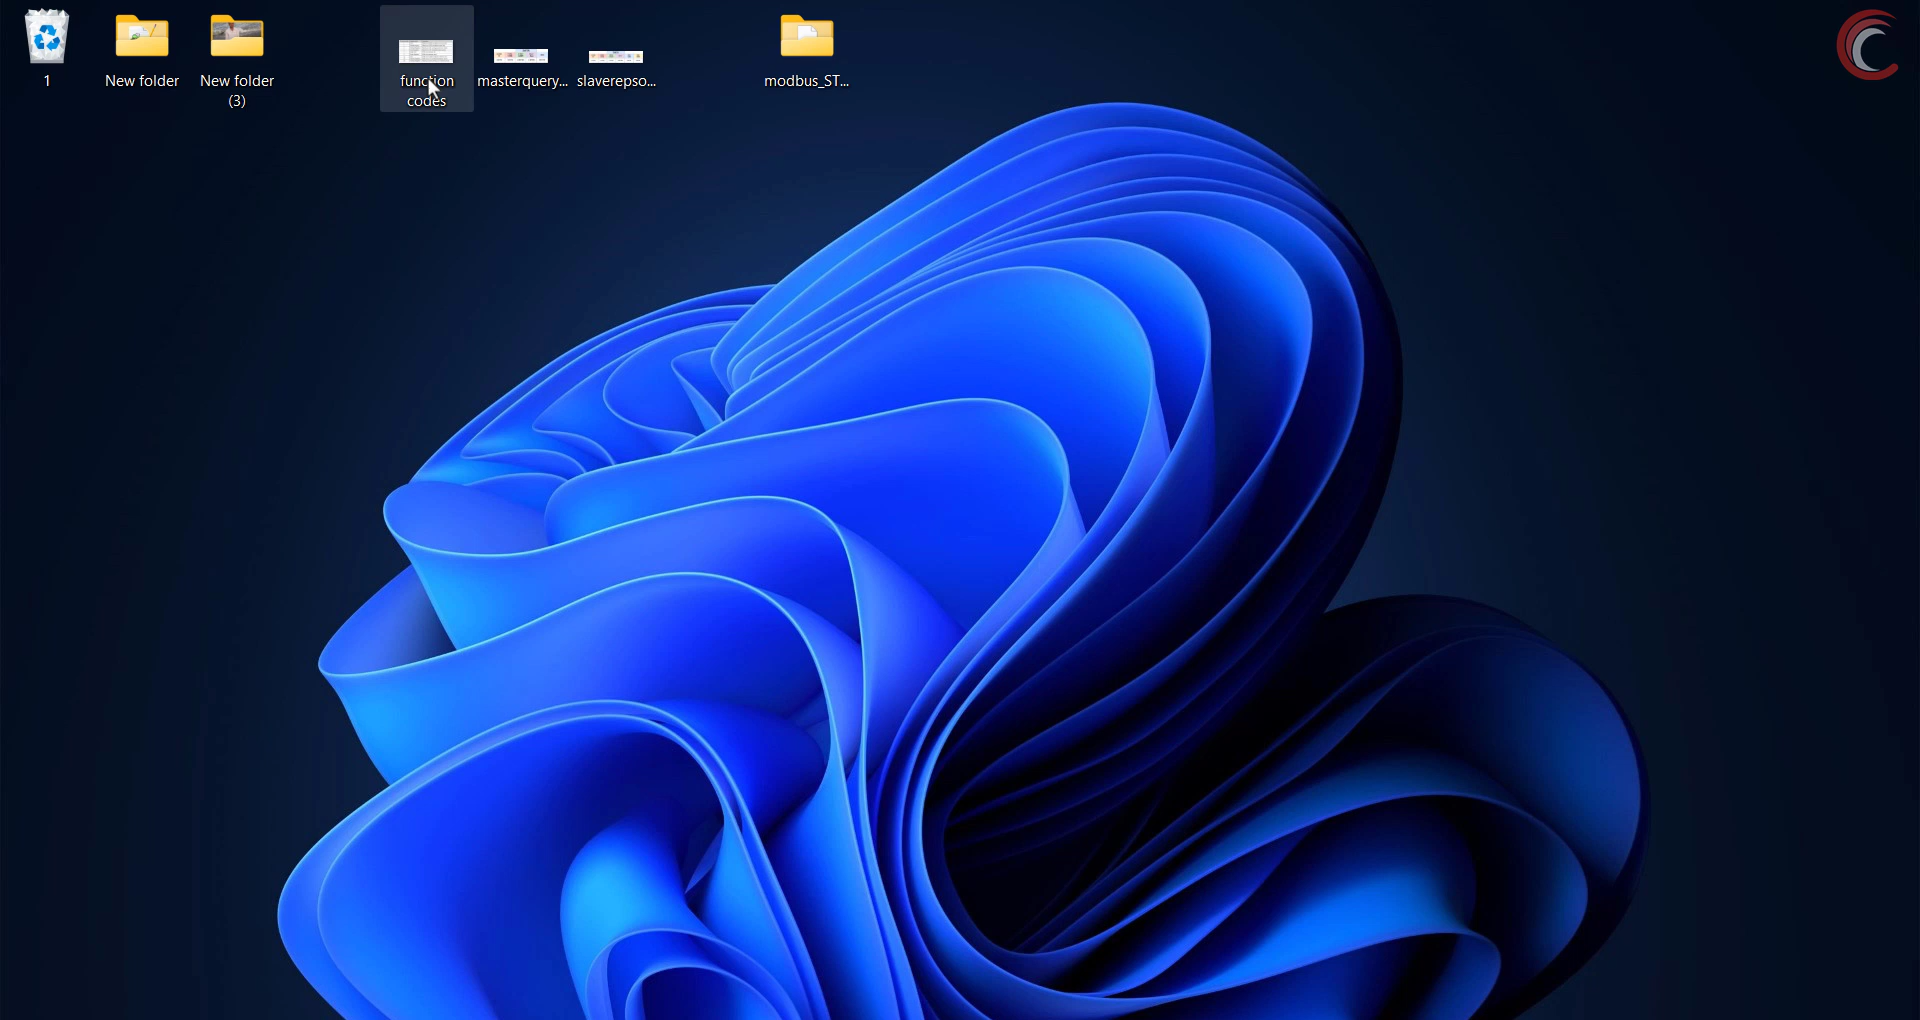 1
New folder
New folder
(3)
function
codes
masterquery...
slaverepso...
modbus_ST...